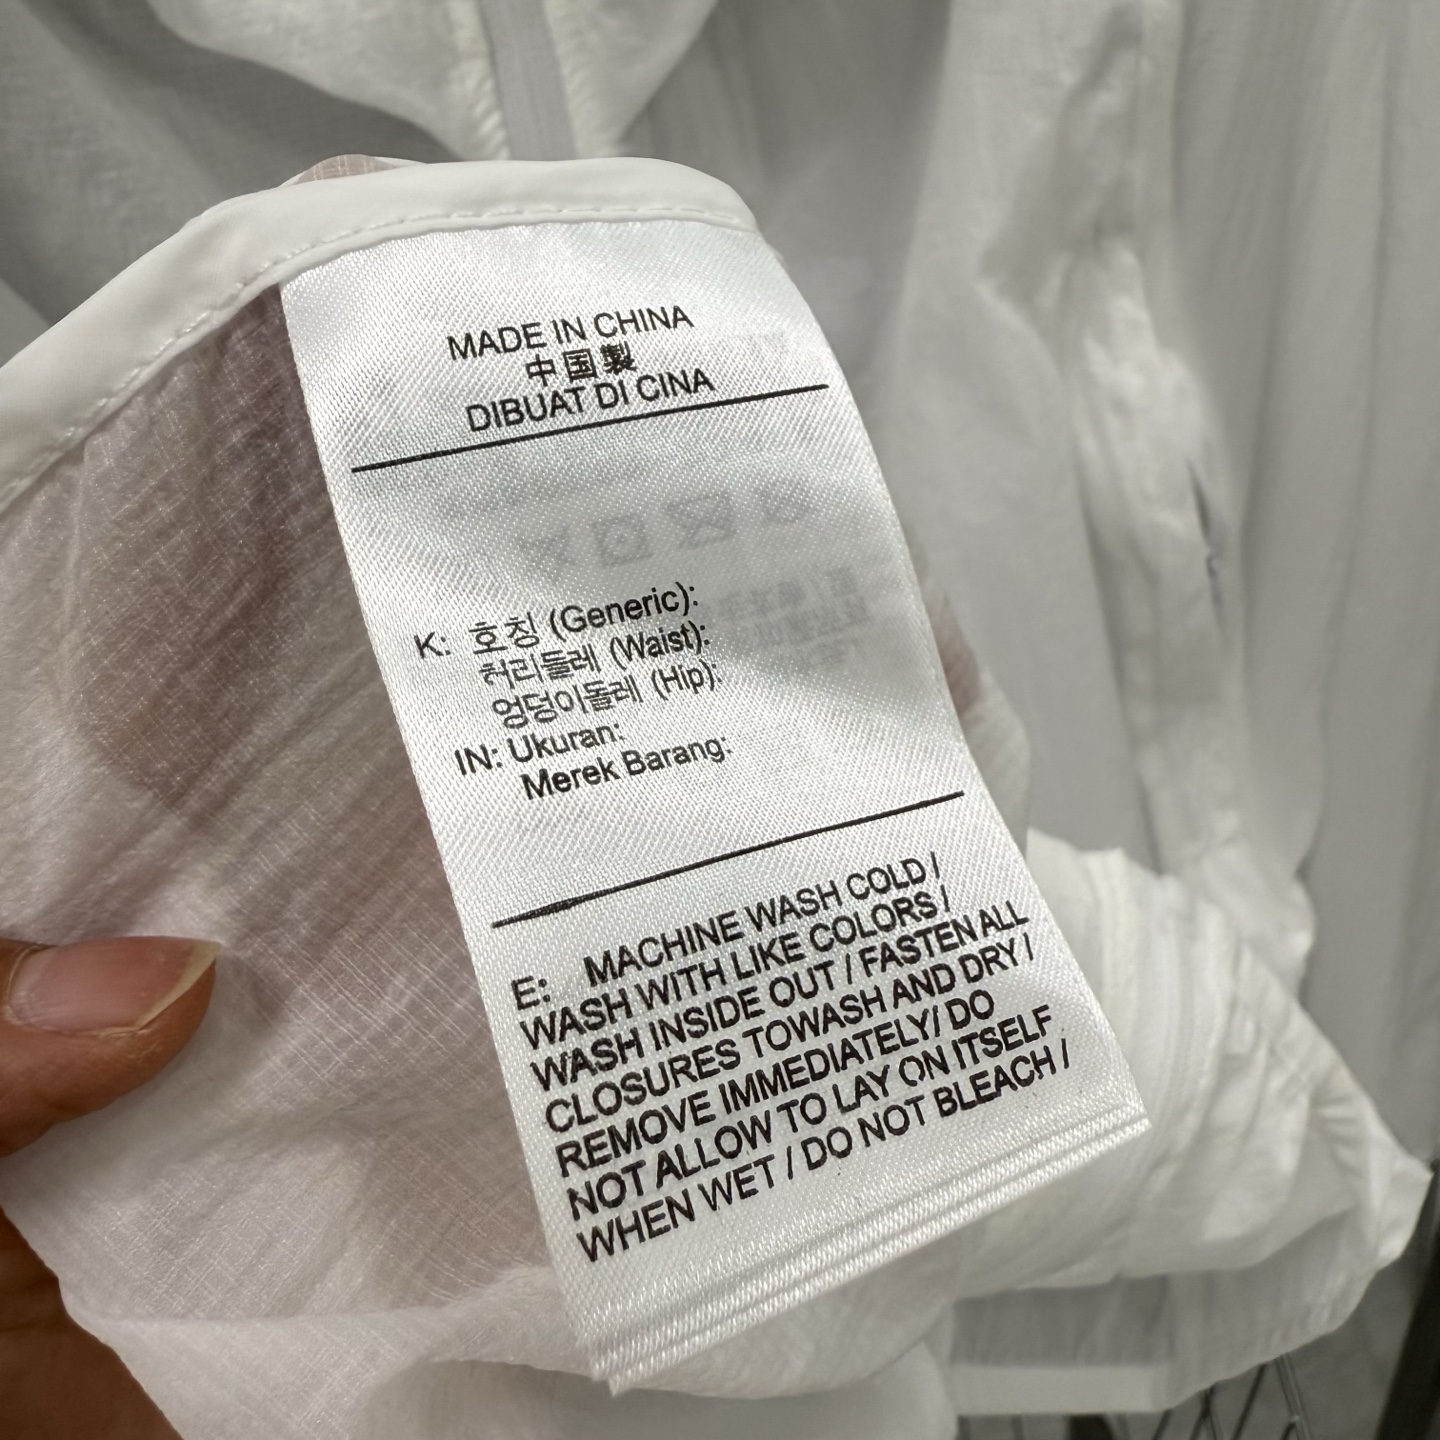 MADE IN CHINA
中国製
DIBUAT DI CINA
K: 호칭 (Generic):
허리둘레 (Waist):
엉덩이둘레 (Hip):
IN: Ukuran:
Merek Barang:
E: MACHINE WASH COLD /
WASH WITH LIKE COLORS /
WASH INSIDE OUT / FASTEN ALL
CLOSURES TOWASH AND DRY /
REMOVE IMMEDIATELY/ DO
NOT ALLOW TO LAY ON ITSELF
WHEN WET / DO NOT BLEACH /